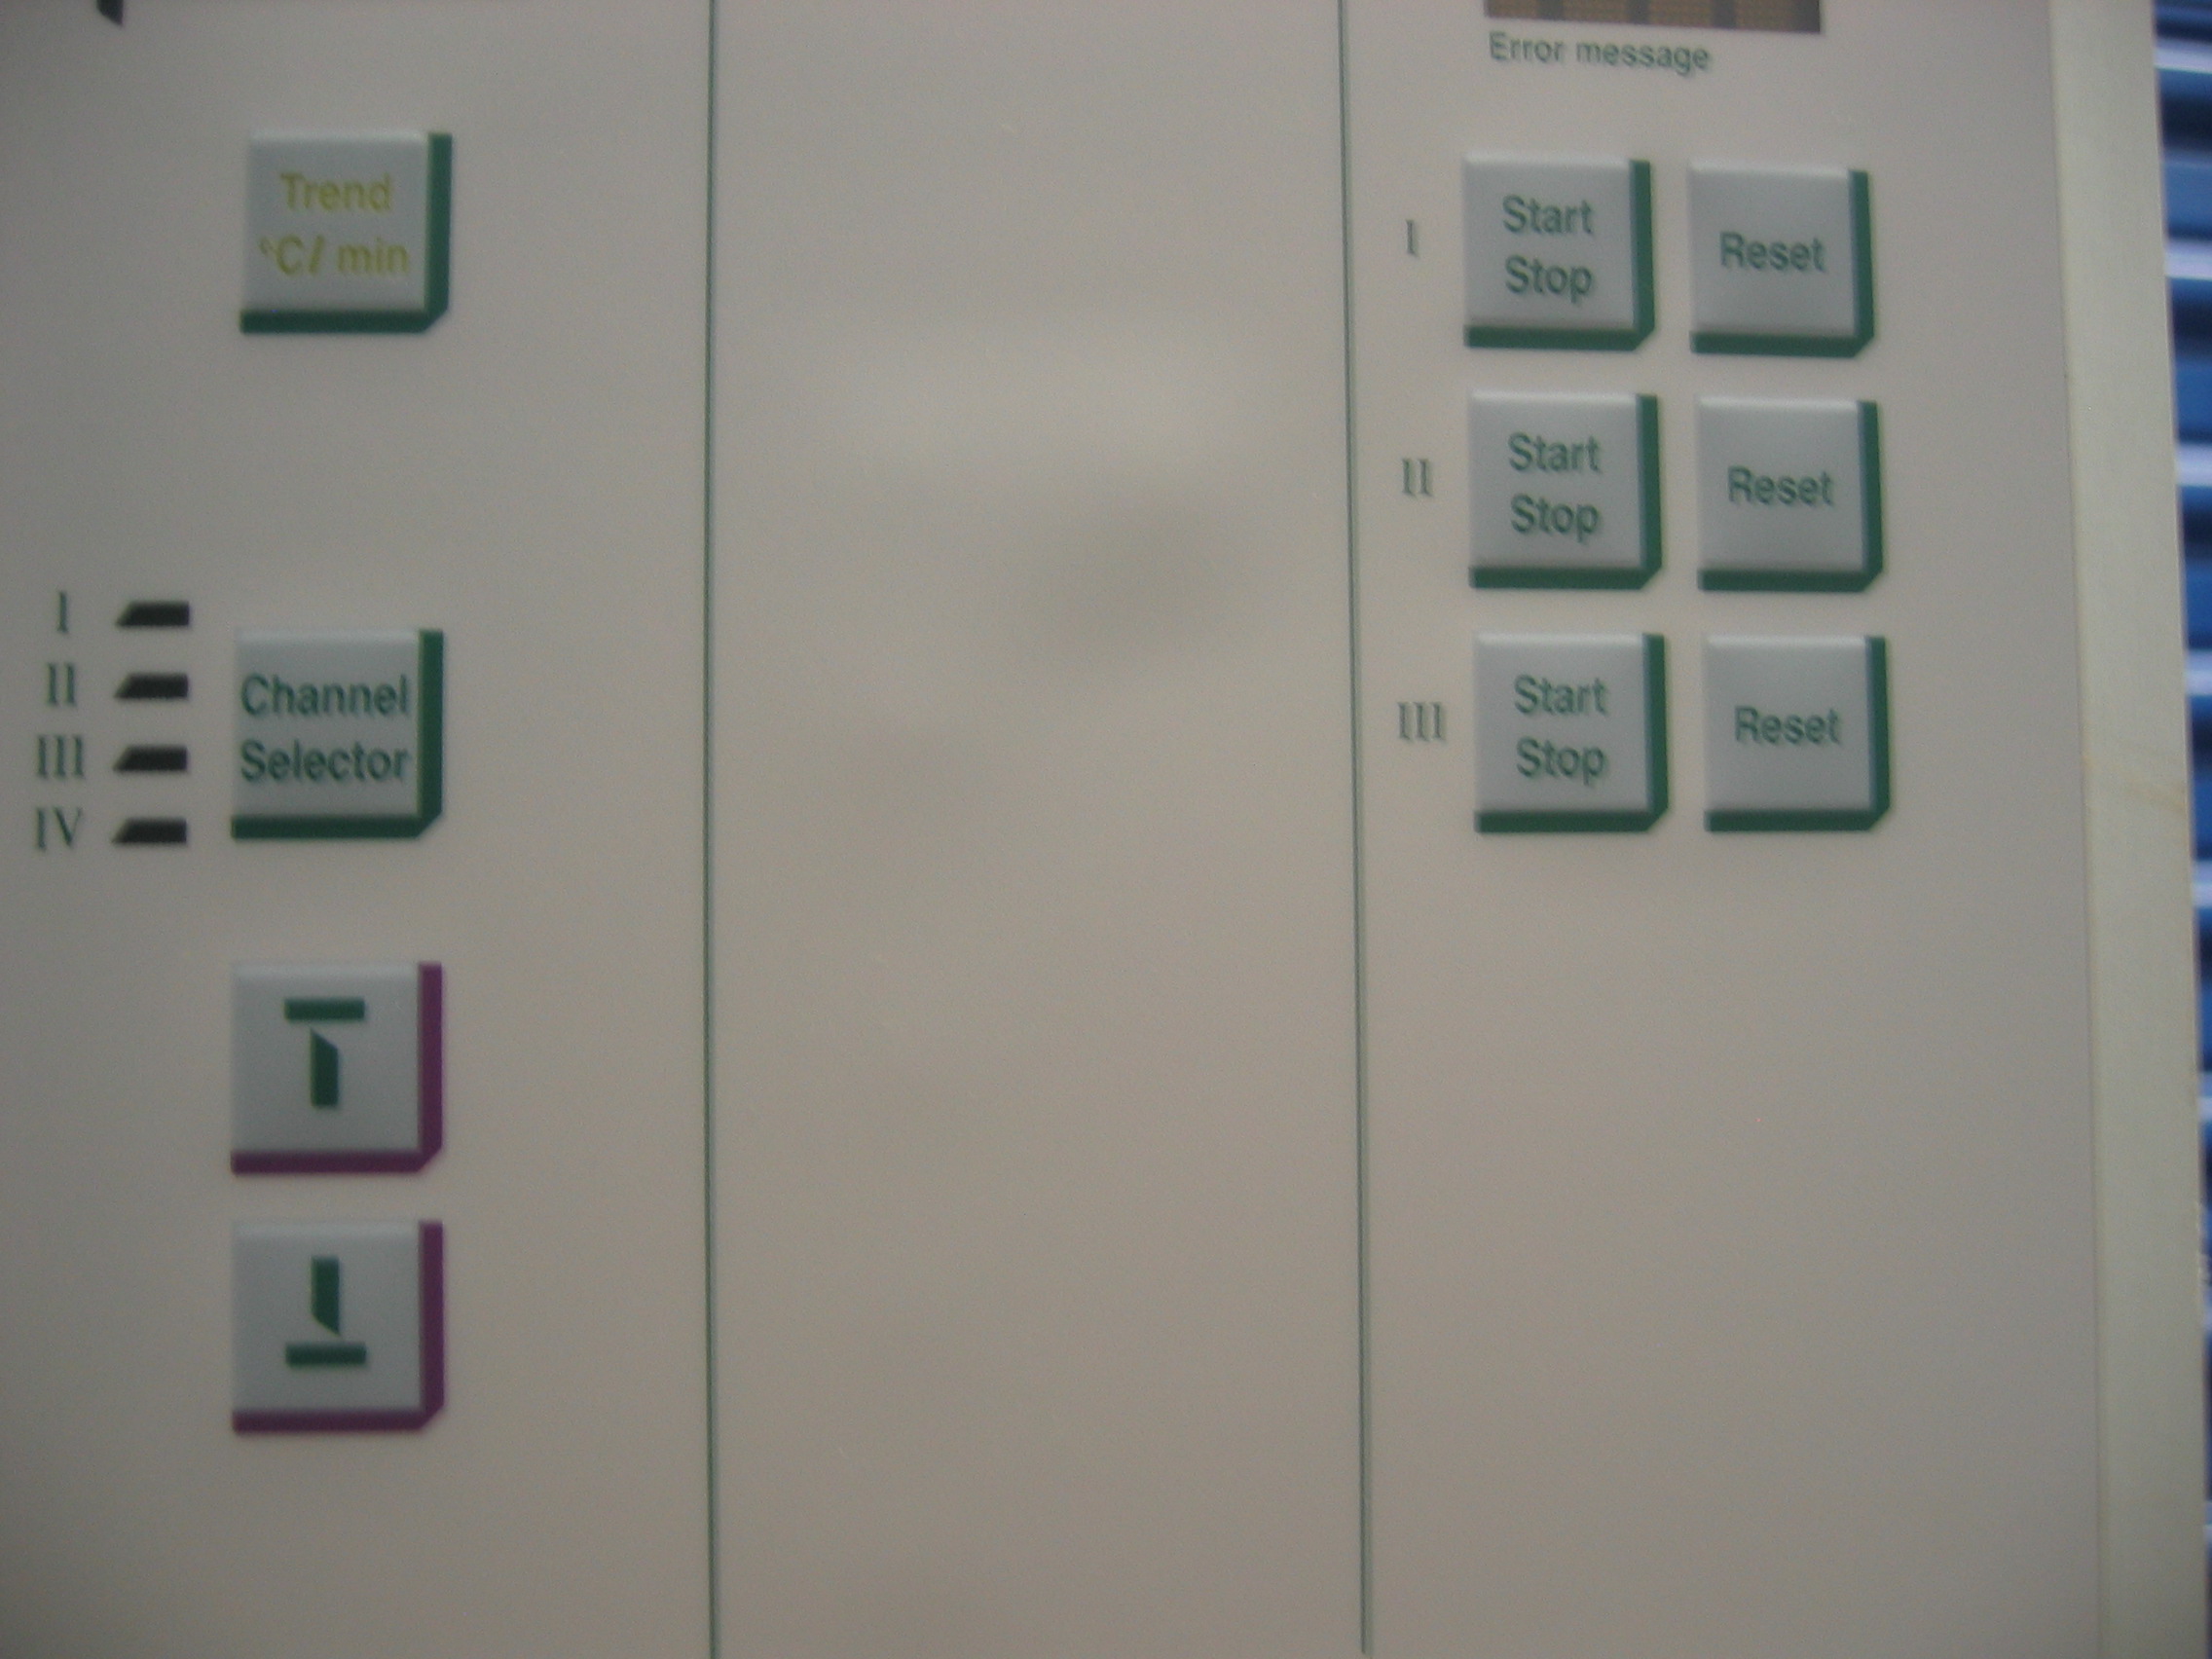 Error message
Trend
°C/ min
I
Start
Stop
Reset
II
Start
Stop
Reset
III
Start
Stop
Reset
I
II
III
IV
Channel
Selector